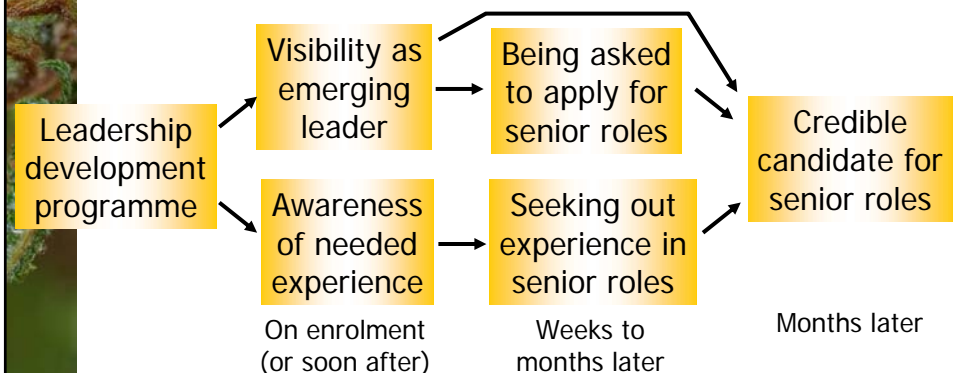 Visibility as
emerging
leader
Being asked
to apply for
senior roles
Leadership
development
programme
Credible
candidate for
senior roles
Awareness
of needed
experience
Seeking out
experience in
senior roles
On enrolment
(or soon after)
Weeks to
months later
Months later